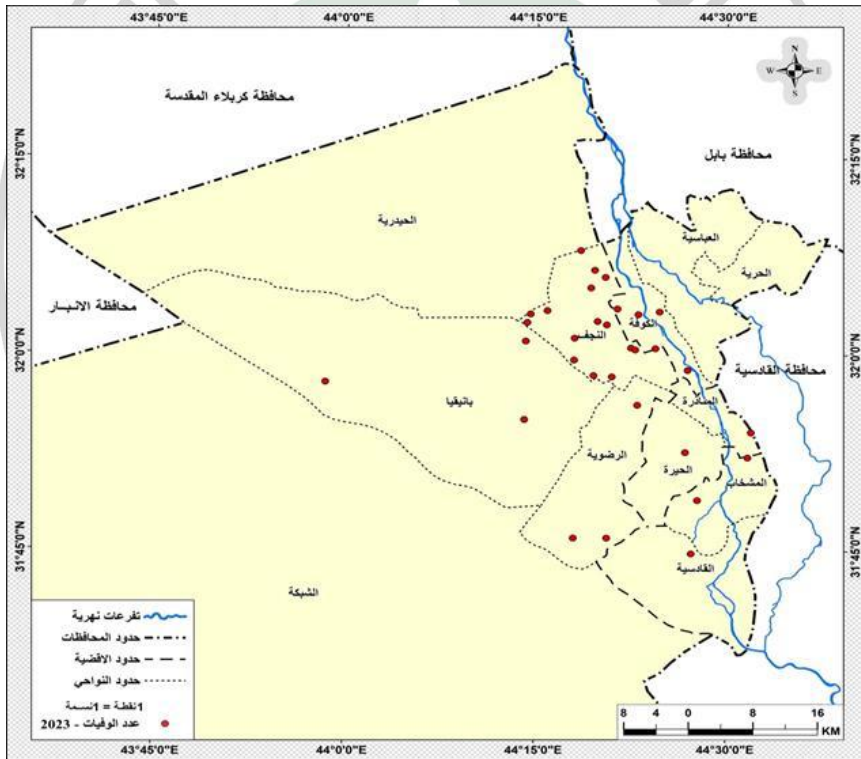 43°45'0"E 44°0'0"E 44°15'0"E 44°30'0"E
N
W E
S
محافظة كربلاء المقدسة
محافظة بابل
32°15'0"N 32°15'0"N
الحيدرية
العباسية
الحرية
محافظة الانبار
الكوفة
النجف
32°0'0"N 32°0'0"N
محافظة القادسية
بانيقيا
المناذرة
الرضوية
الحيرة
المشخاب
31°45'0"N 31°45'0"N
الشبكة
القادسية
تفرعات نهرية
حدود المحافظات
حدود الاقضية
حدود النواحي
1نقطة = 1نسمة
عدد الوفيات - 2023
8 4 0 8 16
KM
43°45'0"E 44°0'0"E 44°15'0"E 44°30'0"E